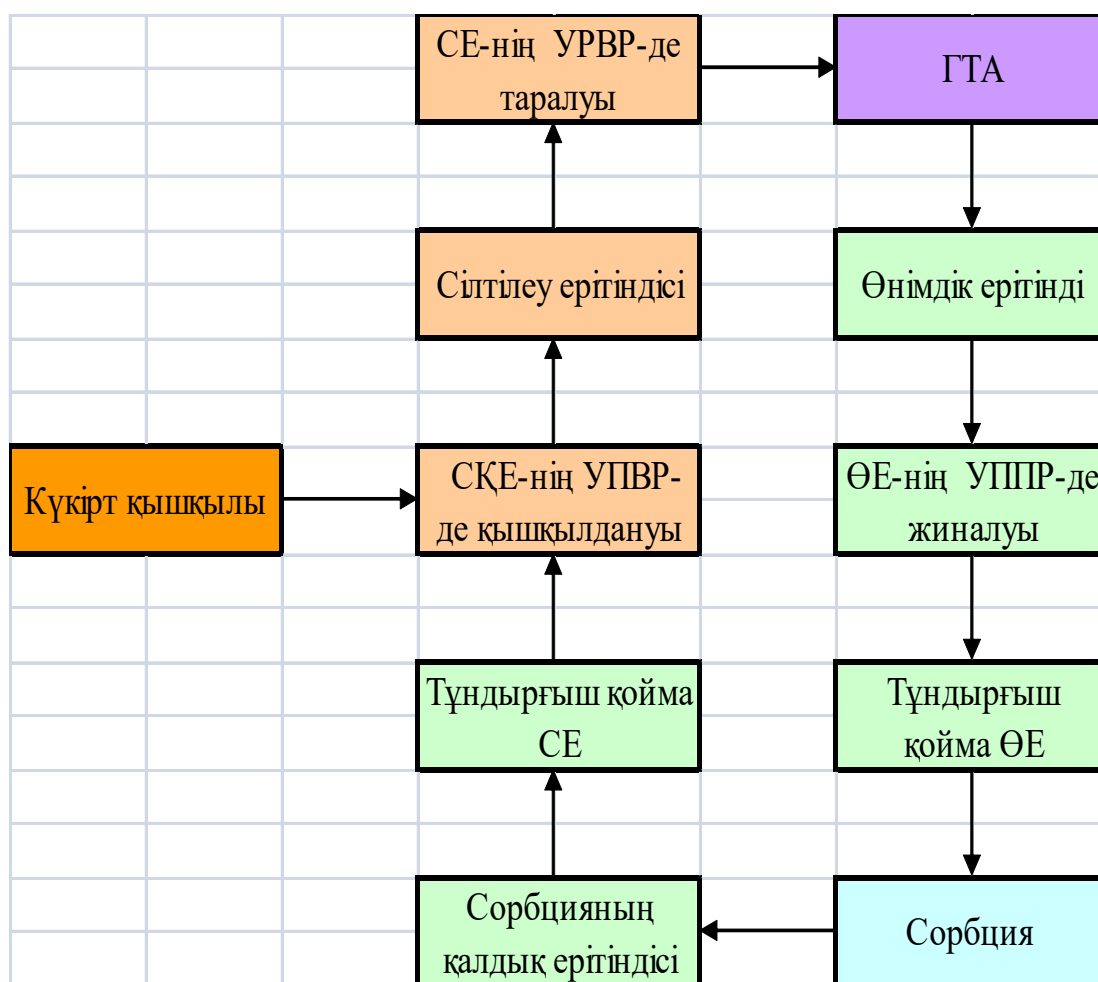 СЕ-нің УРВР-де
таралуы
ГТА
Сілтілеу ерітіндісі
Өнімдік ерітінді
Күкірт қышқылы
СҚЕ-нің УПВР-
де қышқылдануы
ӨЕ-нің УППР-де
жиналуы
Тұндырғыш қойма
СЕ
Тұндырғыш
қойма ӨЕ
Сорбцияның
қалдық ерітіндісі
Сорбция